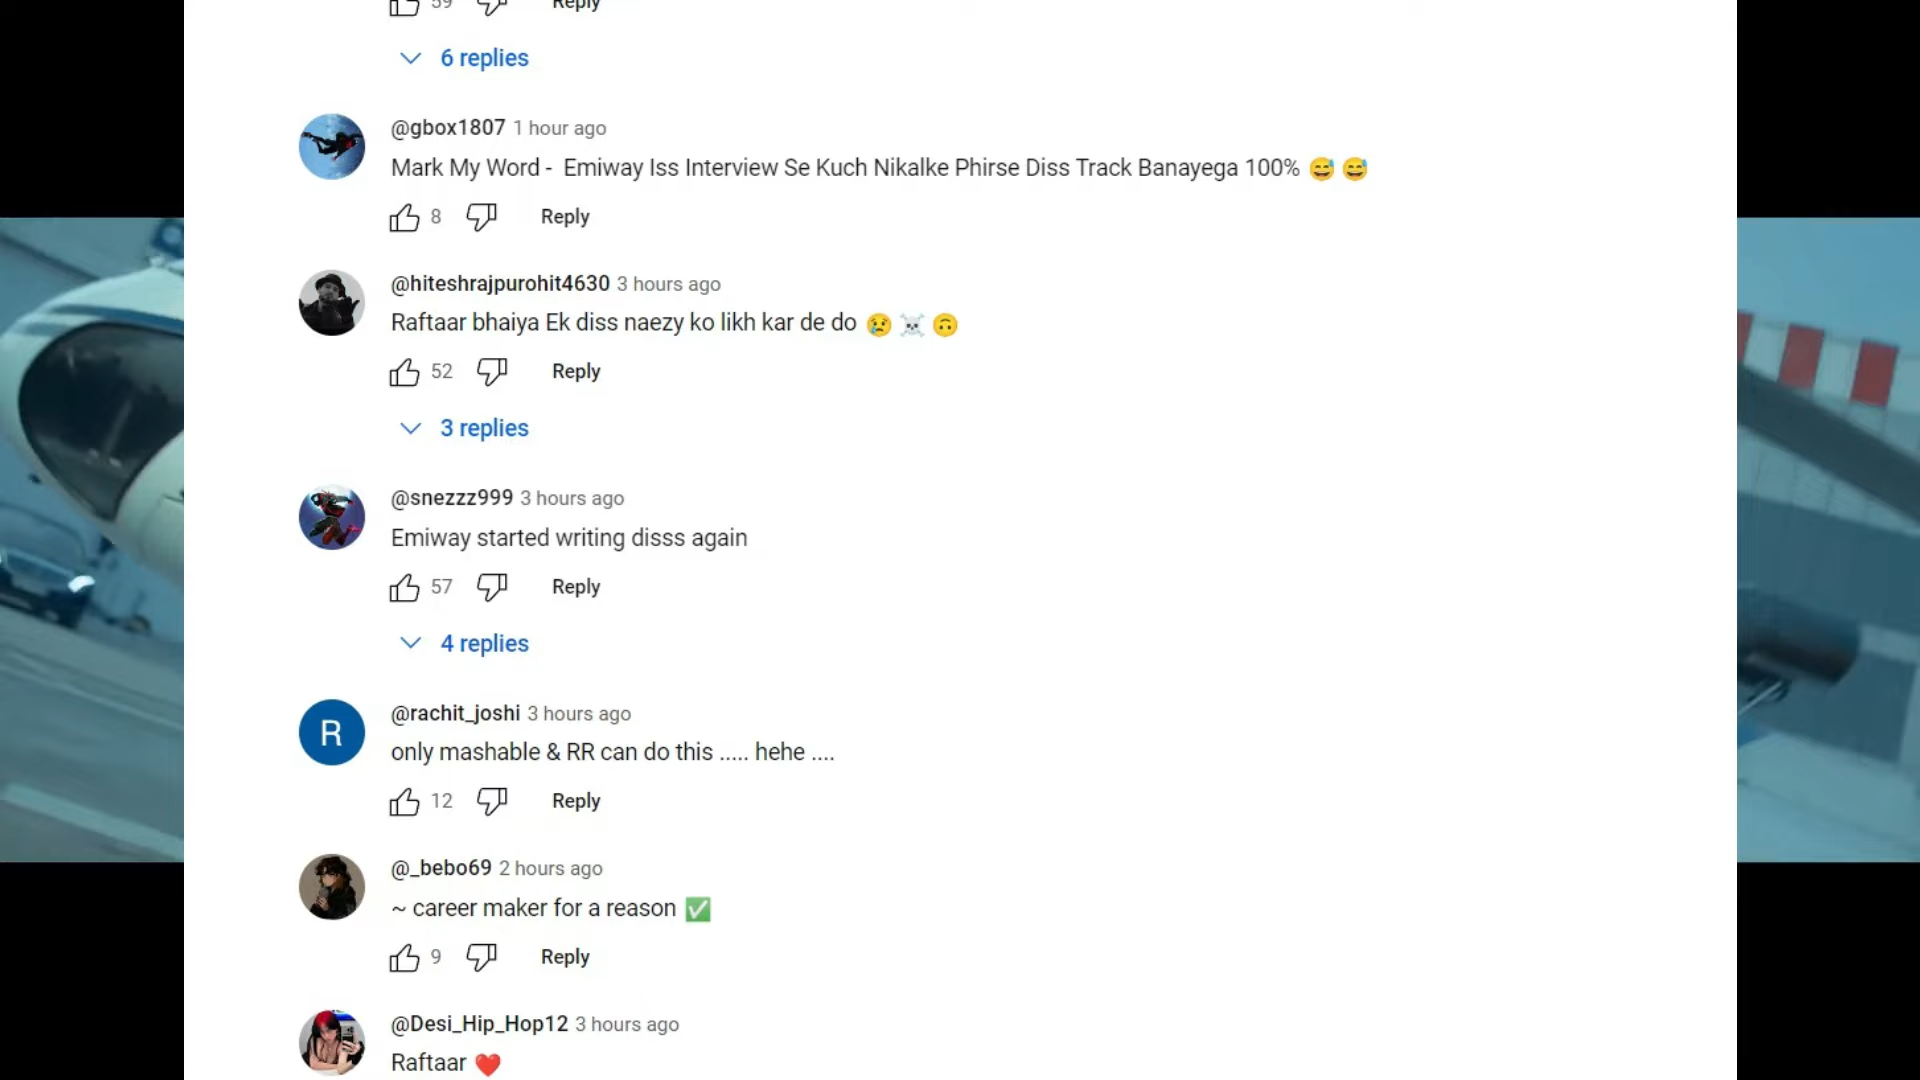 59 Reply
6 replies
@gbox1807 1 hour ago
Mark My Word - Emiway Iss Interview Se Kuch Nikalke Phirse Diss Track Banayega 100% 😅 😅
8 Reply
@hiteshrajpurohit4630 3 hours ago
Raftaar bhaiya Ek diss naezy ko likh kar de do 😢 ☠️ 🙃
52 Reply
3 replies
@snezzz999 3 hours ago
Emiway started writing disss again
57 Reply
4 replies
R
@rachit_joshi 3 hours ago
only mashable & RR can do this ..... hehe ....
12 Reply
@_bebo69 2 hours ago
~ career maker for a reason ✅
9 Reply
@Desi_Hip_Hop12 3 hours ago
Raftaar ❤️